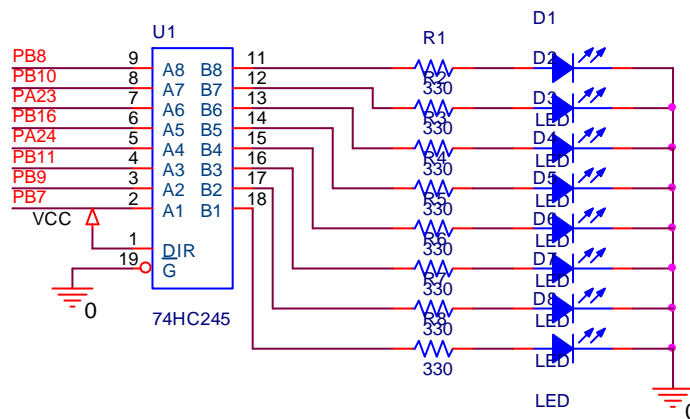 D1
U1
R1
PB8 9 A8 B8 11
D2
R2
PB10 8 A7 B7 12
330
D3
LED
R3
PA23 7 A6 B6 13
330
D4
LED
R4
PB16 6 A5 B5 14
330
D5
LED
R5
PA24 5 A4 B4 15
330
D6
LED
R6
PB11 4 A3 B3 16
330
D7
LED
R7
PB9 3 A2 B2 17
330
D8
LED
R8
PB7 2 A1 B1 18
330
LED
VCC
1 DIR
19 G
0
74HC245
330
LED
0